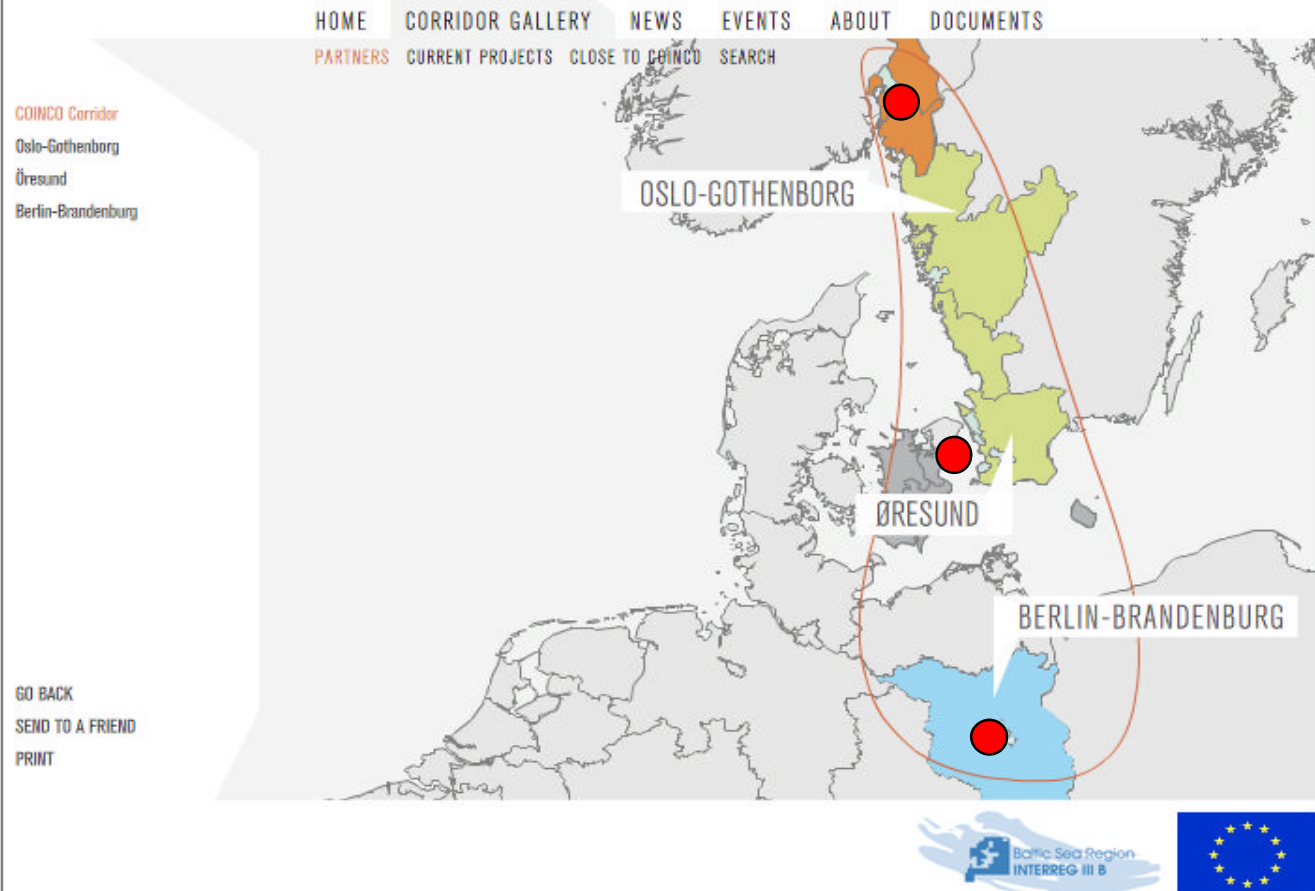 HOME CORRIDOR GALLERY NEWS EVENTS ABOUT DOCUMENTS
PARTNERS CURRENT PROJECTS CLOSE TO COINCO SEARCH
COINCO Corridor
Oslo-Gothenborg
Öresund
Berlin-Brandenburg
OSLO-GOTHENBORG
ØRESUND
BERLIN-BRANDENBURG
GO BACK
SEND TO A FRIEND
PRINT
Baltic Sea Region
INTERREG III B